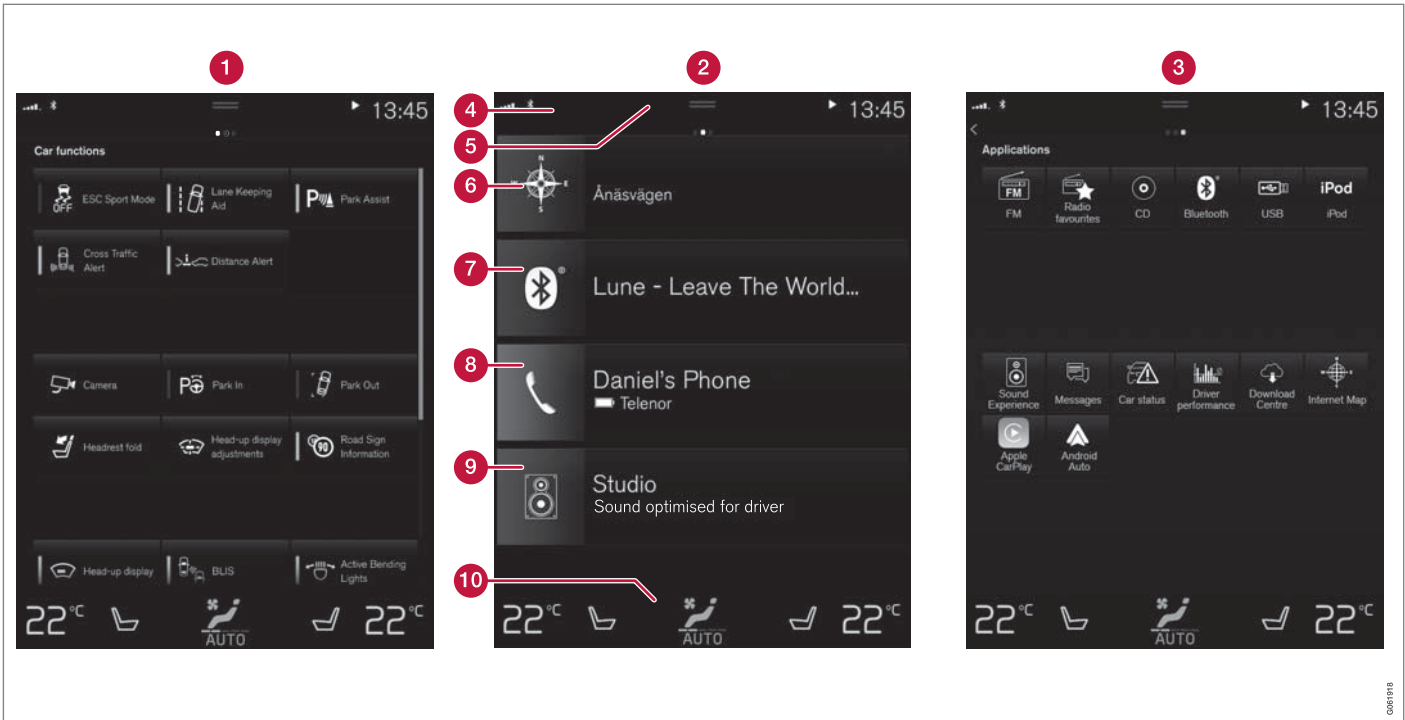 1
2
3
13:45
Car functions
ESC Sport Mode
OFF
Lane Keeping
Aid
P
Park Assist
Cross Traffic
Alert
Distance Alert
Camera
P
Park In
Park Out
Headrest fold
Head-up display
adjustments
90
Road Sign
Information
Head-up display
BLIS
Active Bending
Lights
22°C
AUTO
22°C
4
13:45
5
6
N
W
E
S
Ånäsvägen
7
Lune - Leave The World...
8
Daniel's Phone
Telenor
9
Studio
Sound optimised for driver
10
22°C
AUTO
22°C
13:45
Applications
FM
FM
Radio
favourites
CD
Bluetooth
USB
iPod
iPod
Sound
Experience
Messages
Car status
Driver
performance
Download
Centre
Internet Map
Apple
CarPlay
Android
Auto
22°C
AUTO
22°C
G061918